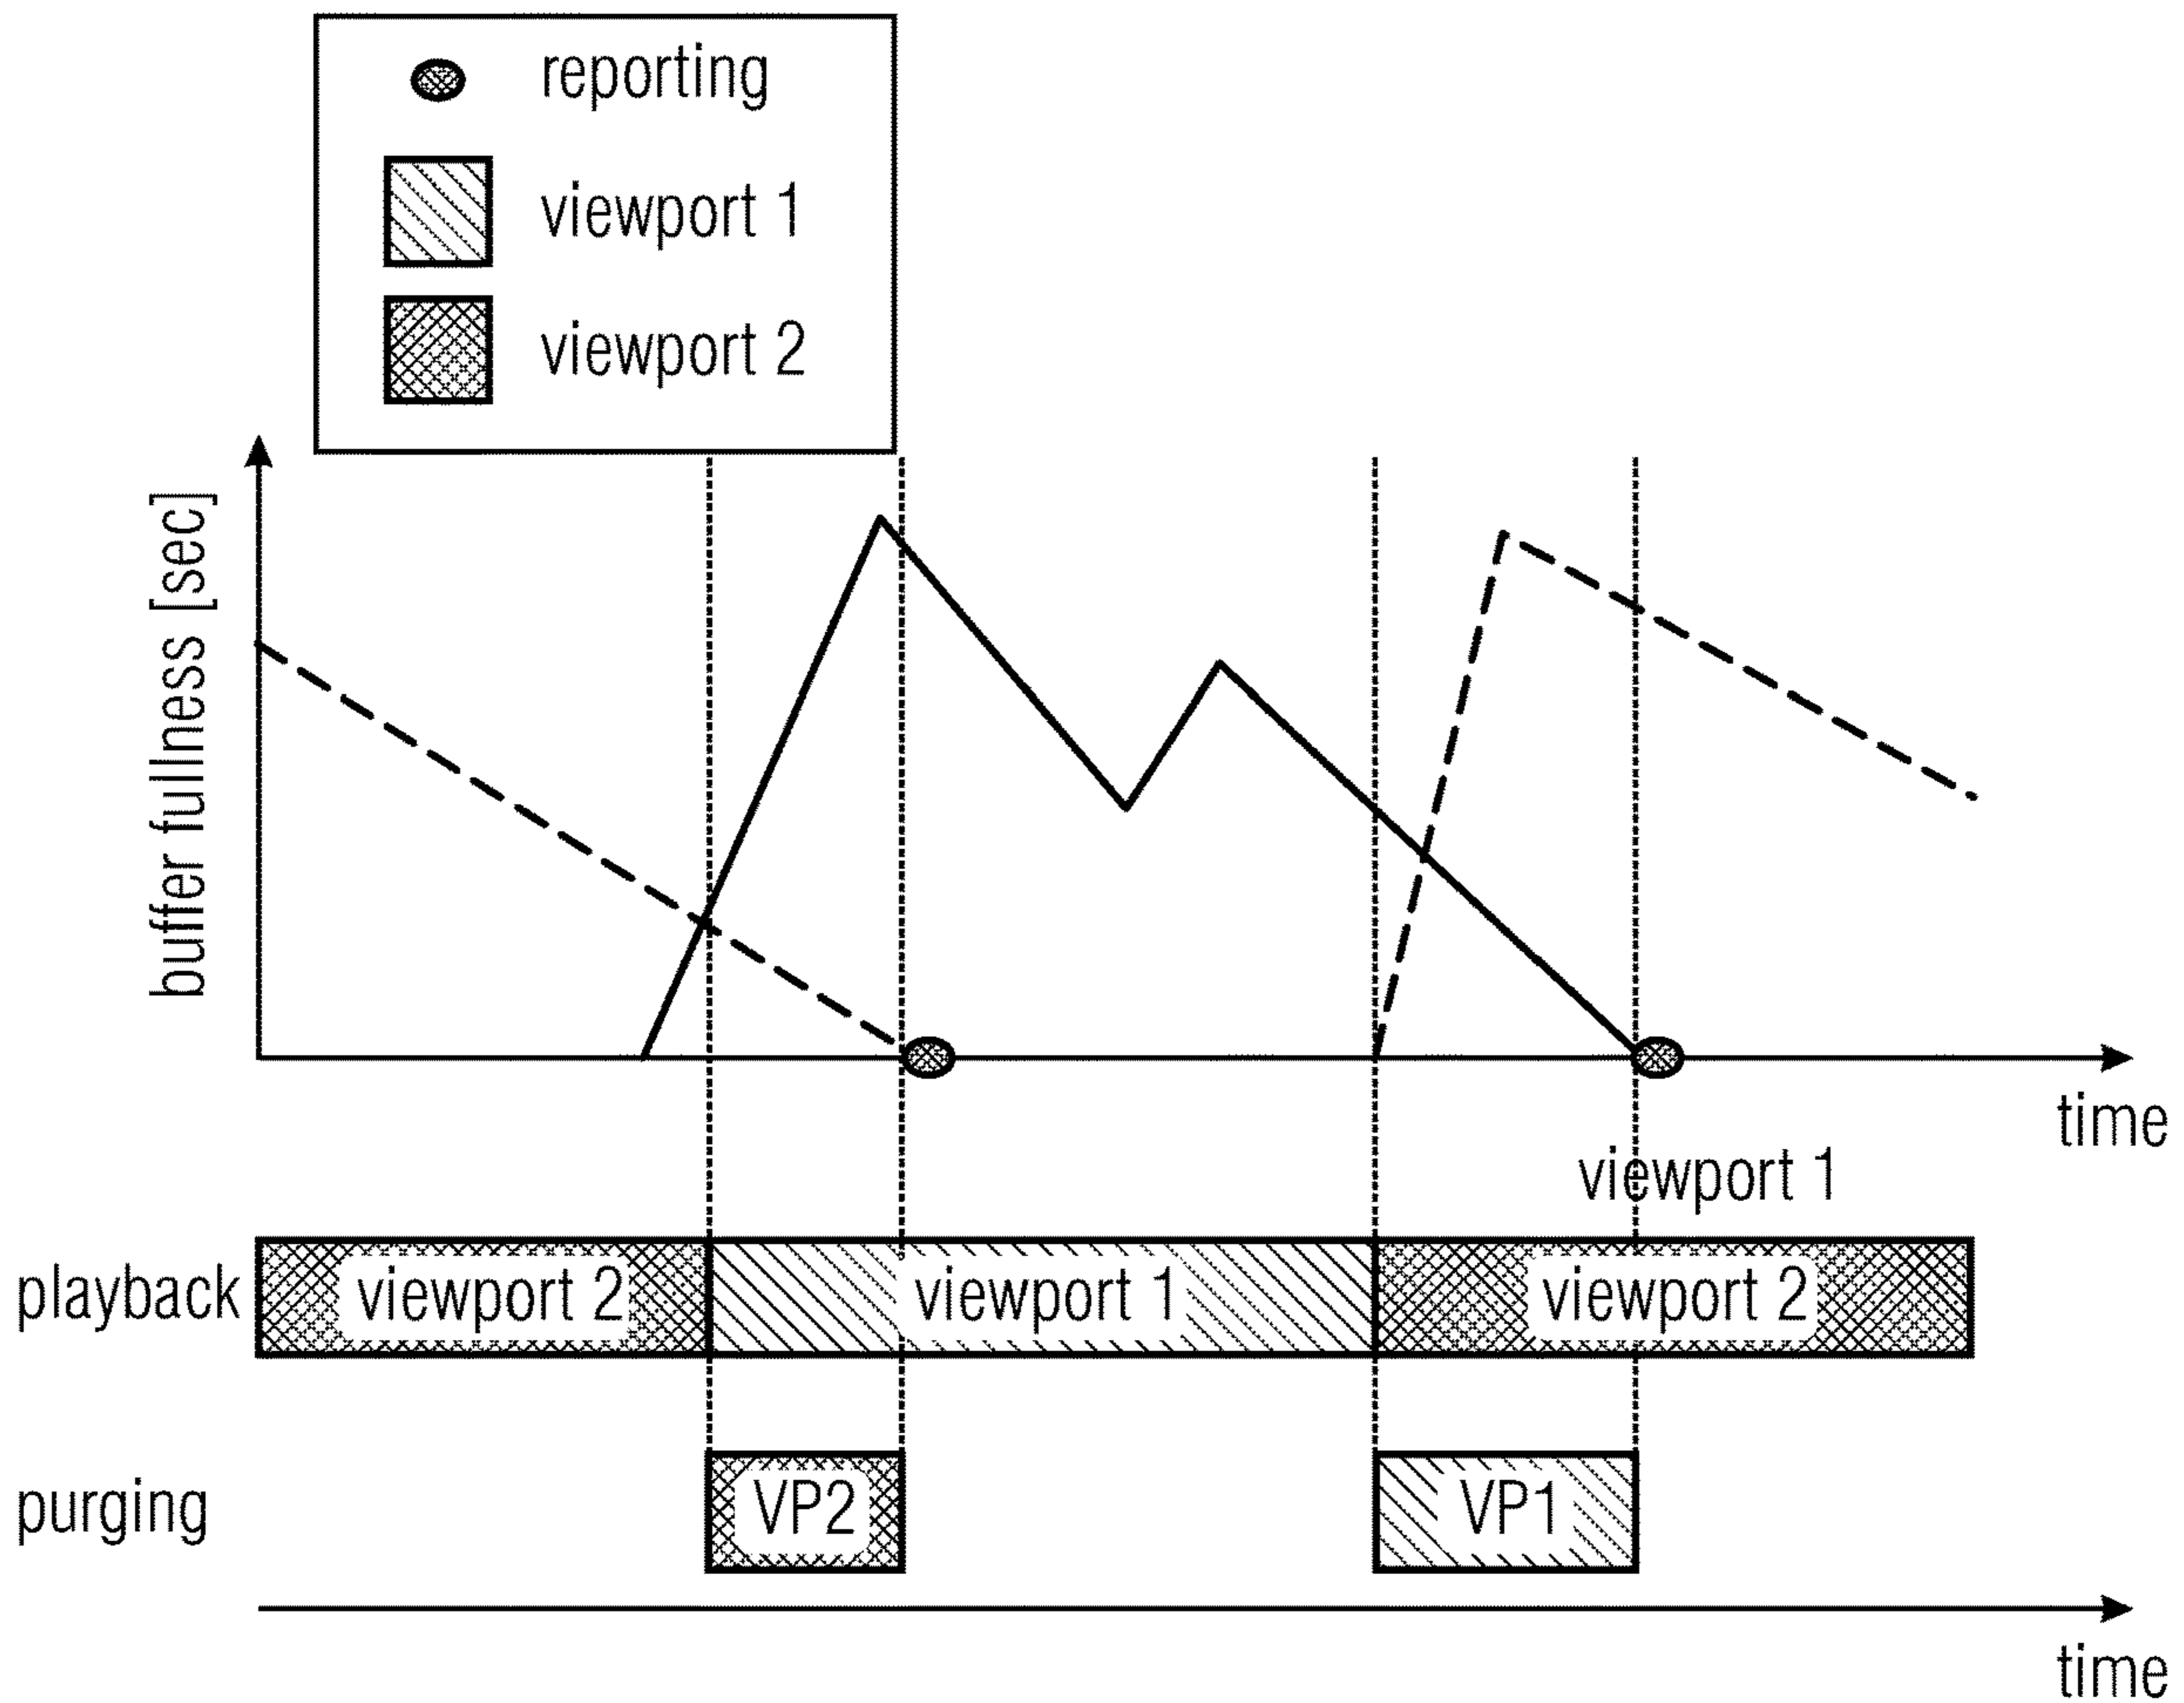 reporting
viewport 1
viewport 2
buffer fullness [sec]
time
viewport 1
playback
viewport 2
viewport 1
viewport 2
purging
VP2
VP1
time